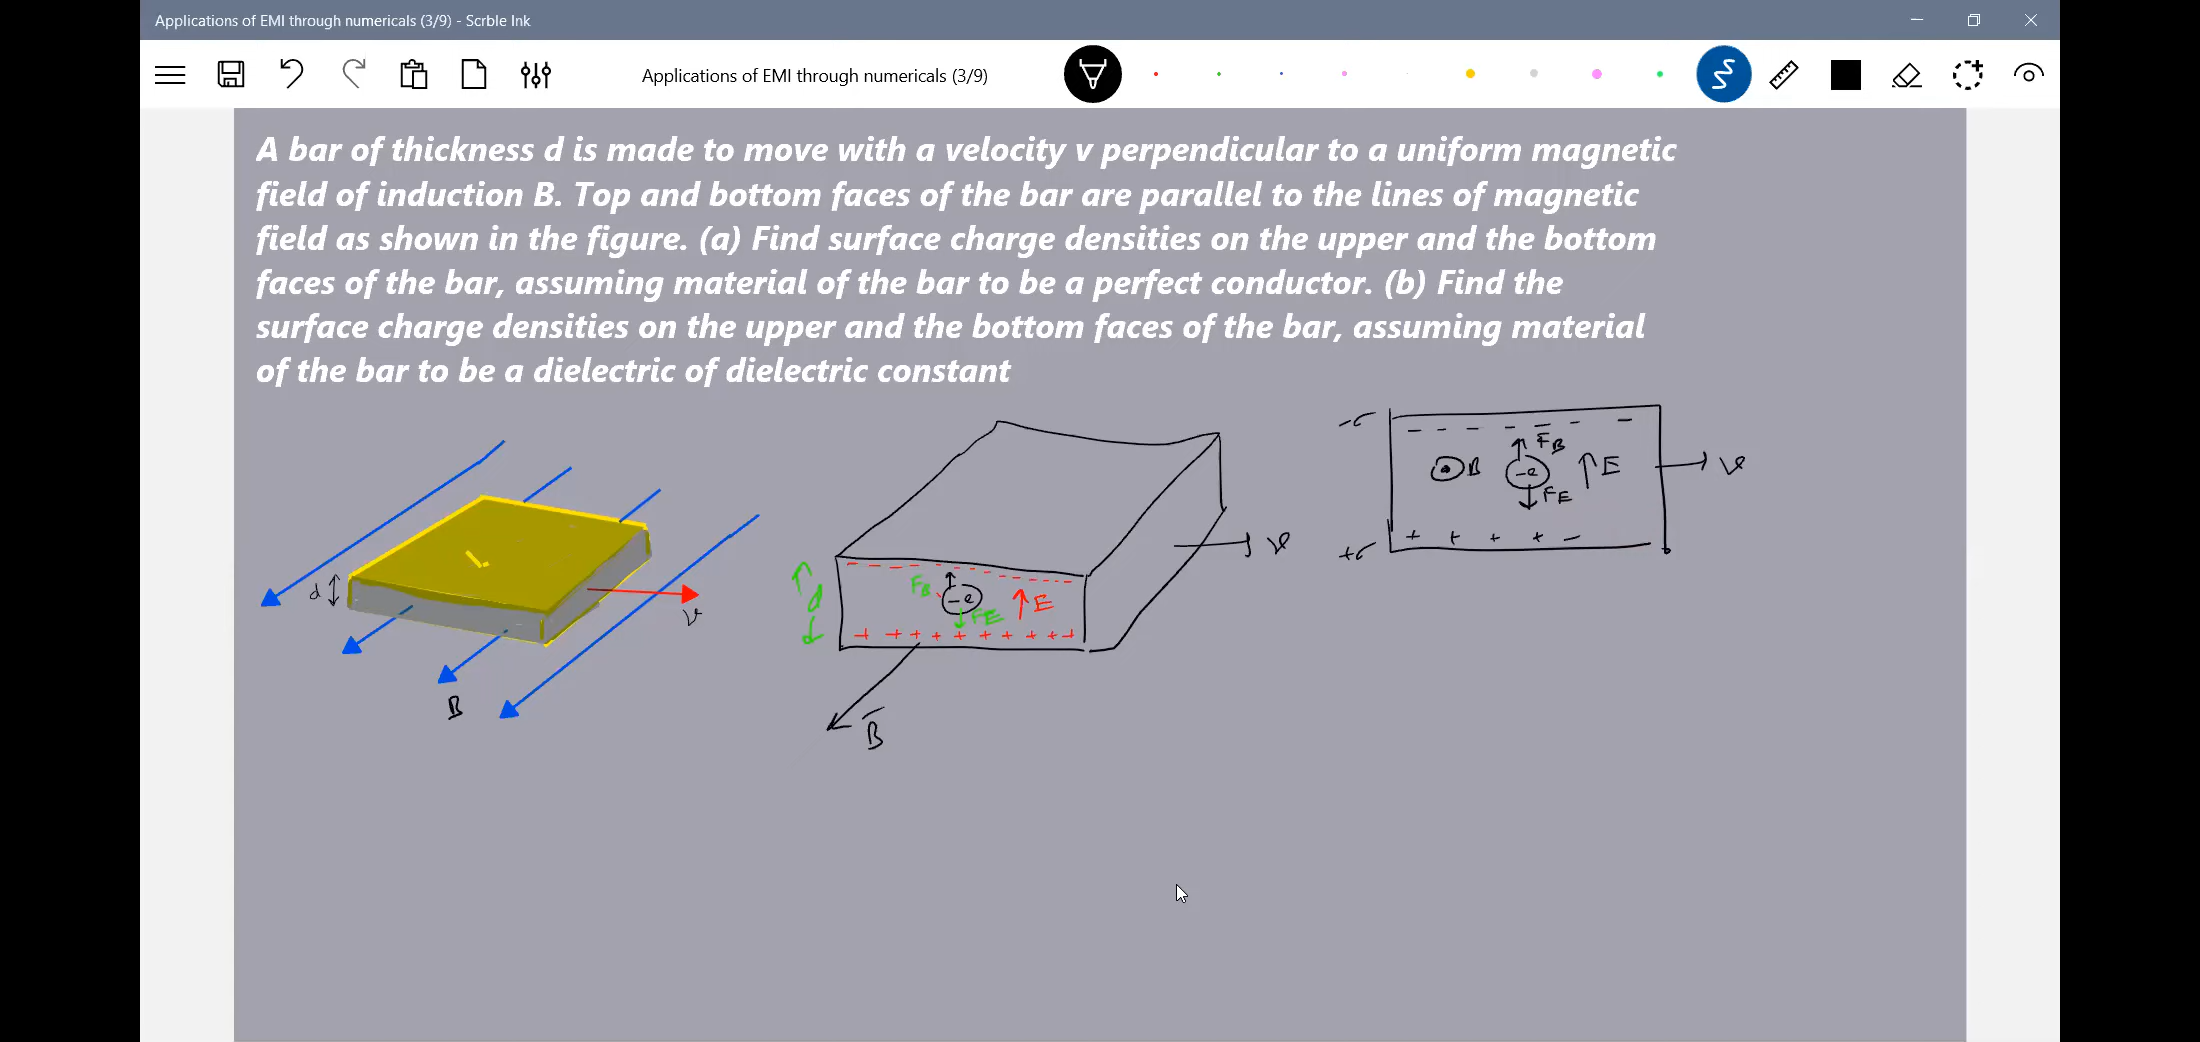 Applications of EMI through numericals (3/9) - Scrble Ink
Applications of EMI through numericals (3/9)
A bar of thickness d is made to move with a velocity v perpendicular to a uniform magnetic
field of induction B. Top and bottom faces of the bar are parallel to the lines of magnetic
field as shown in the figure. (a) Find surface charge densities on the upper and the bottom
faces of the bar, assuming material of the bar to be a perfect conductor. (b) Find the
surface charge densities on the upper and the bottom faces of the bar, assuming material
of the bar to be a dielectric of dielectric constant
d
v
B
d
- - - - - - - - - - -
F_B
-e
F_E
E
+ + + + + + + + + +
v
B
-σ
- - - - - -
F_B
B
-e
E
F_E
v
+ + + + -
+σ